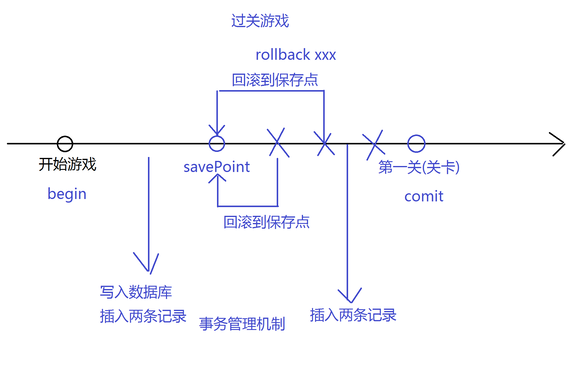 过关游戏
rollback xxx
回滚到保存点
开始游戏
savePoint
第一关(关卡)
begin
comit
回滚到保存点
写入数据库
插入两条记录
事务管理机制
插入两条记录